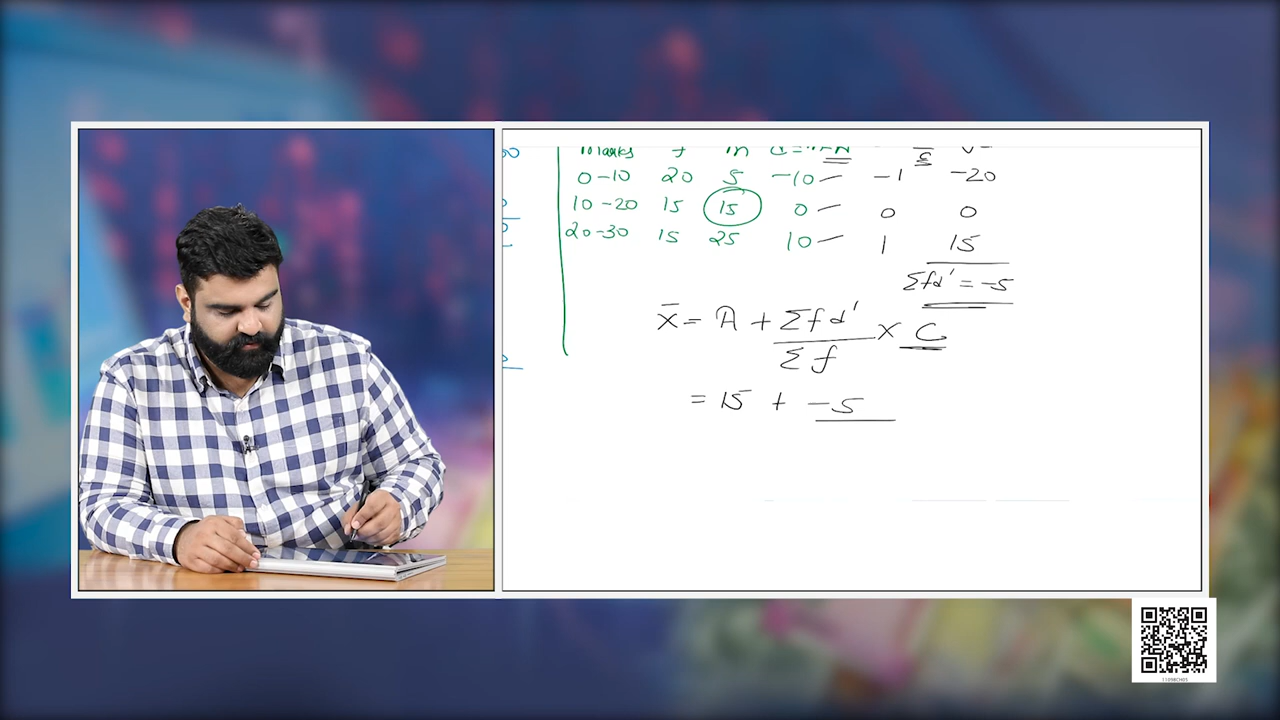 Marks f m
0-10 20 5 -10 -1 -20
10-20 15 15 0 0 0
20-30 15 25 10 1 15
Σfd' = -5
x̄ = A + Σfd' / Σf × C
= 15 + -5